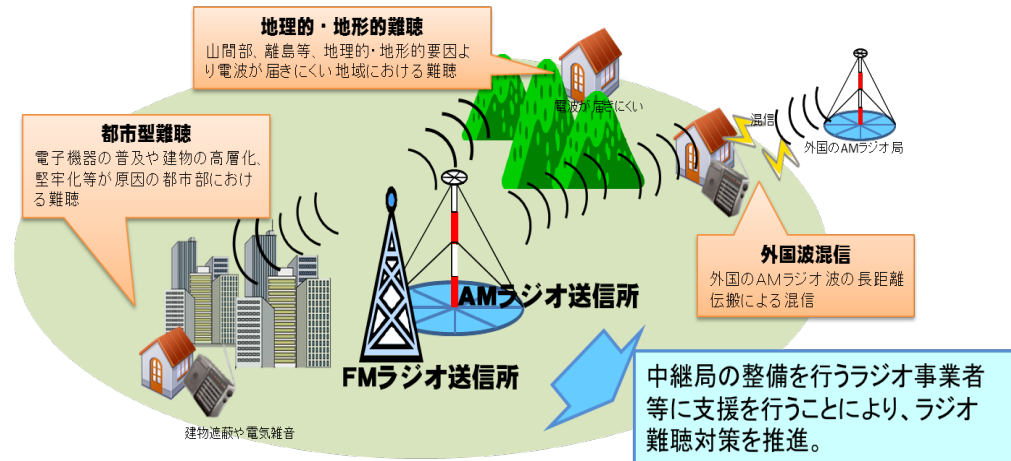 地理的・地形的難聴
山間部、離島等、地理的・地形的要因よ
り電波が届きにくい地域における難聴
電波が届きにくい
混信
外国のAMラジオ局
都市型難聴
電子機器の普及や建物の高層化、
堅牢化等が原因の都市部におけ
る難聴
外国波混信
外国のAMラジオ波の長距離
伝搬による混信
AMラジオ送信所
FMラジオ送信所
建物遮蔽や電気雑音
中継局の整備を行うラジオ事業者
等に支援を行うことにより、ラジオ
難聴対策を推進。